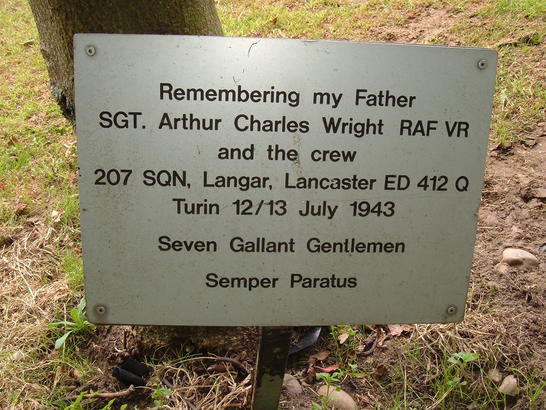 Remembering my Father
SGT. Arthur Charles Wright RAF VR
and the crew
207 SQN, Langar, Lancaster ED 412 Q
Turin 12/13 July 1943
Seven Gallant Gentlemen
Semper Paratus